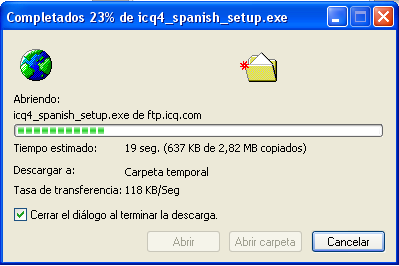 Completados 23% de icq4_spanish_setup.exe
Abriendo:
icq4_spanish_setup.exe de ftp.icq.com
Tiempo estimado: 19 seg. (637 KB de 2,82 MB copiados)
Descargar a: Carpeta temporal
Tasa de transferencia: 118 KB/Seg
Cerrar el diálogo al terminar la descarga.
Abrir Abrir carpeta Cancelar